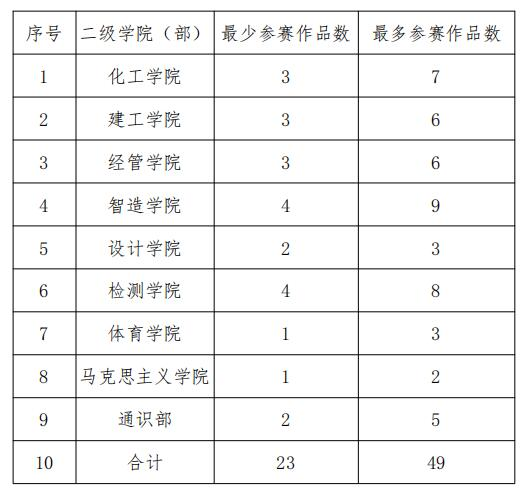 序号 二级学院（部） 最少参赛作品数 最多参赛作品数
1 化工学院 3 7
2 建工学院 3 6
3 经管学院 3 6
4 智造学院 4 9
5 设计学院 2 3
6 检测学院 4 8
7 体育学院 1 3
8 马克思主义学院 1 2
9 通识部 2 5
10 合计 23 49